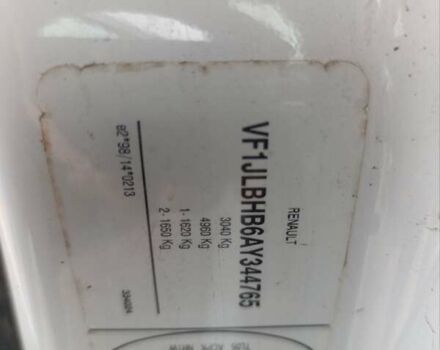 RENAULT
e2*98/14*0213
VF1JLBHB6AY344765
3040 Kg
4960 Kg
1- 1620 Kg
2- 1650 Kg